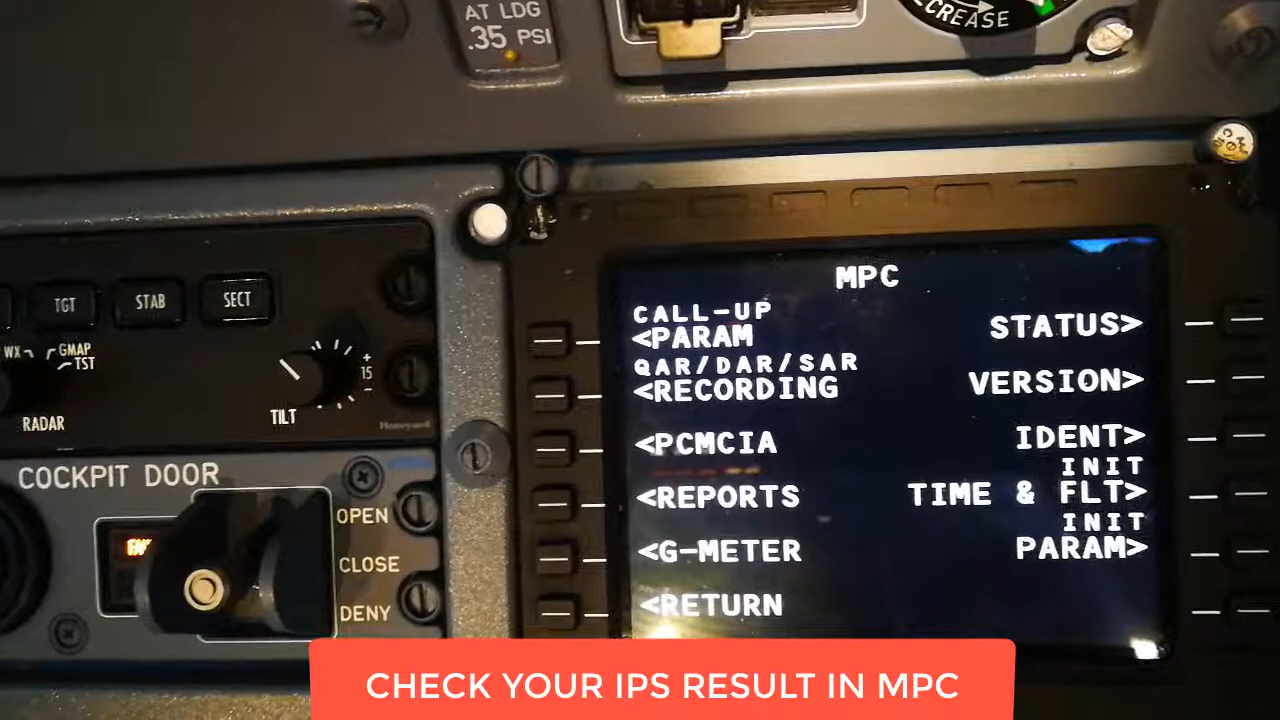 AT LDG
.35 PSI
DECREASE
TGT
STAB
SECT
WX
GMAP
TST
+
15
RADAR
TILT
Honeywell
COCKPIT DOOR
OPEN
CLOSE
DENY
MPC
CALL-UP
<PARAM
STATUS>
QAR/DAR/SAR
<RECORDING
VERSION>
<PCMCIA
IDENT>
INIT
<REPORTS
TIME & FLT>
INIT
<G-METER
PARAM>
<RETURN
CHECK YOUR IPS RESULT IN MPC